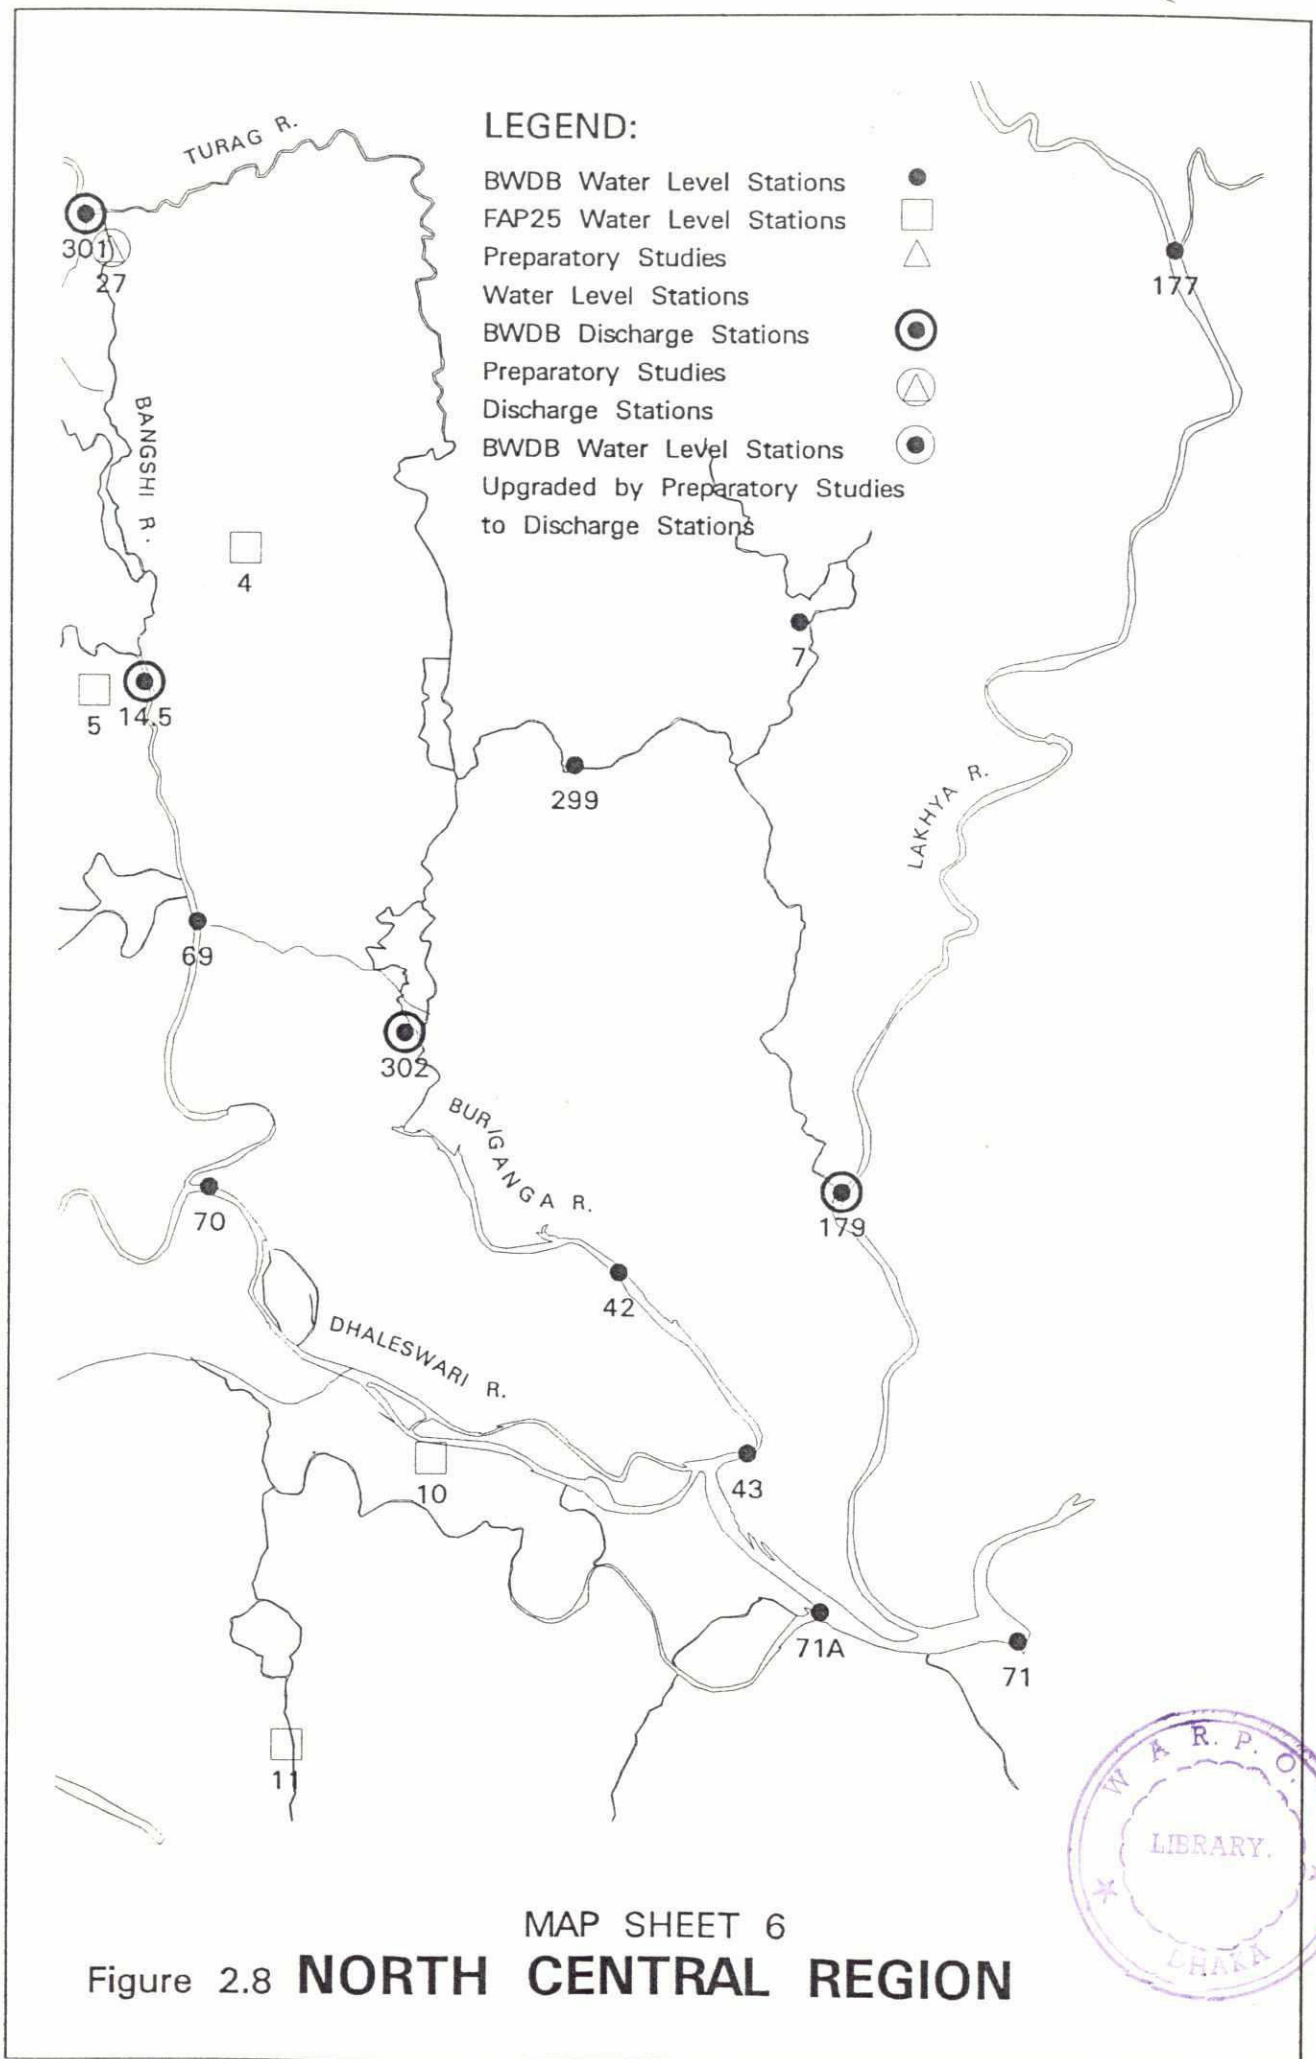 TURAG R.
LEGEND:
BWDB Water Level Stations
FAP25 Water Level Stations
Preparatory Studies
Water Level Stations
BWDB Discharge Stations
Preparatory Studies
Discharge Stations
BWDB Water Level Stations
Upgraded by Preparatory Studies
to Discharge Stations
301
27
177
BANGSHI R.
4
7
5
14.5
299
LAKHYA R.
69
302
BURIGANGA R.
70
179
42
DHALESWARI R.
10
43
71A
71
11
W A R. P. O.
LIBRARY.
DHAKA
MAP SHEET 6
Figure 2.8 NORTH CENTRAL REGION